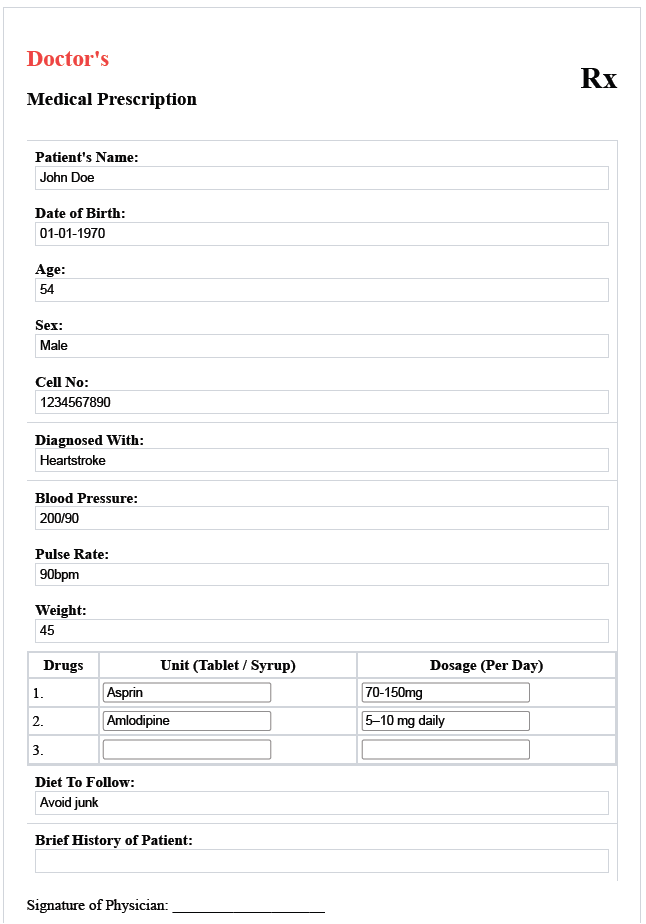 Doctor's
Rx
Medical Prescription
Patient's Name:
John Doe
Date of Birth:
01-01-1970
Age:
54
Sex:
Male
Cell No:
1234567890
Diagnosed With:
Heartstroke
Blood Pressure:
200/90
Pulse Rate:
90bpm
Weight:
45
Drugs Unit (Tablet / Syrup) Dosage (Per Day)
1. Asprin 70-150mg
2. Amlodipine 5–10 mg daily
3.
Diet To Follow:
Avoid junk
Brief History of Patient:
Signature of Physician: ______________________